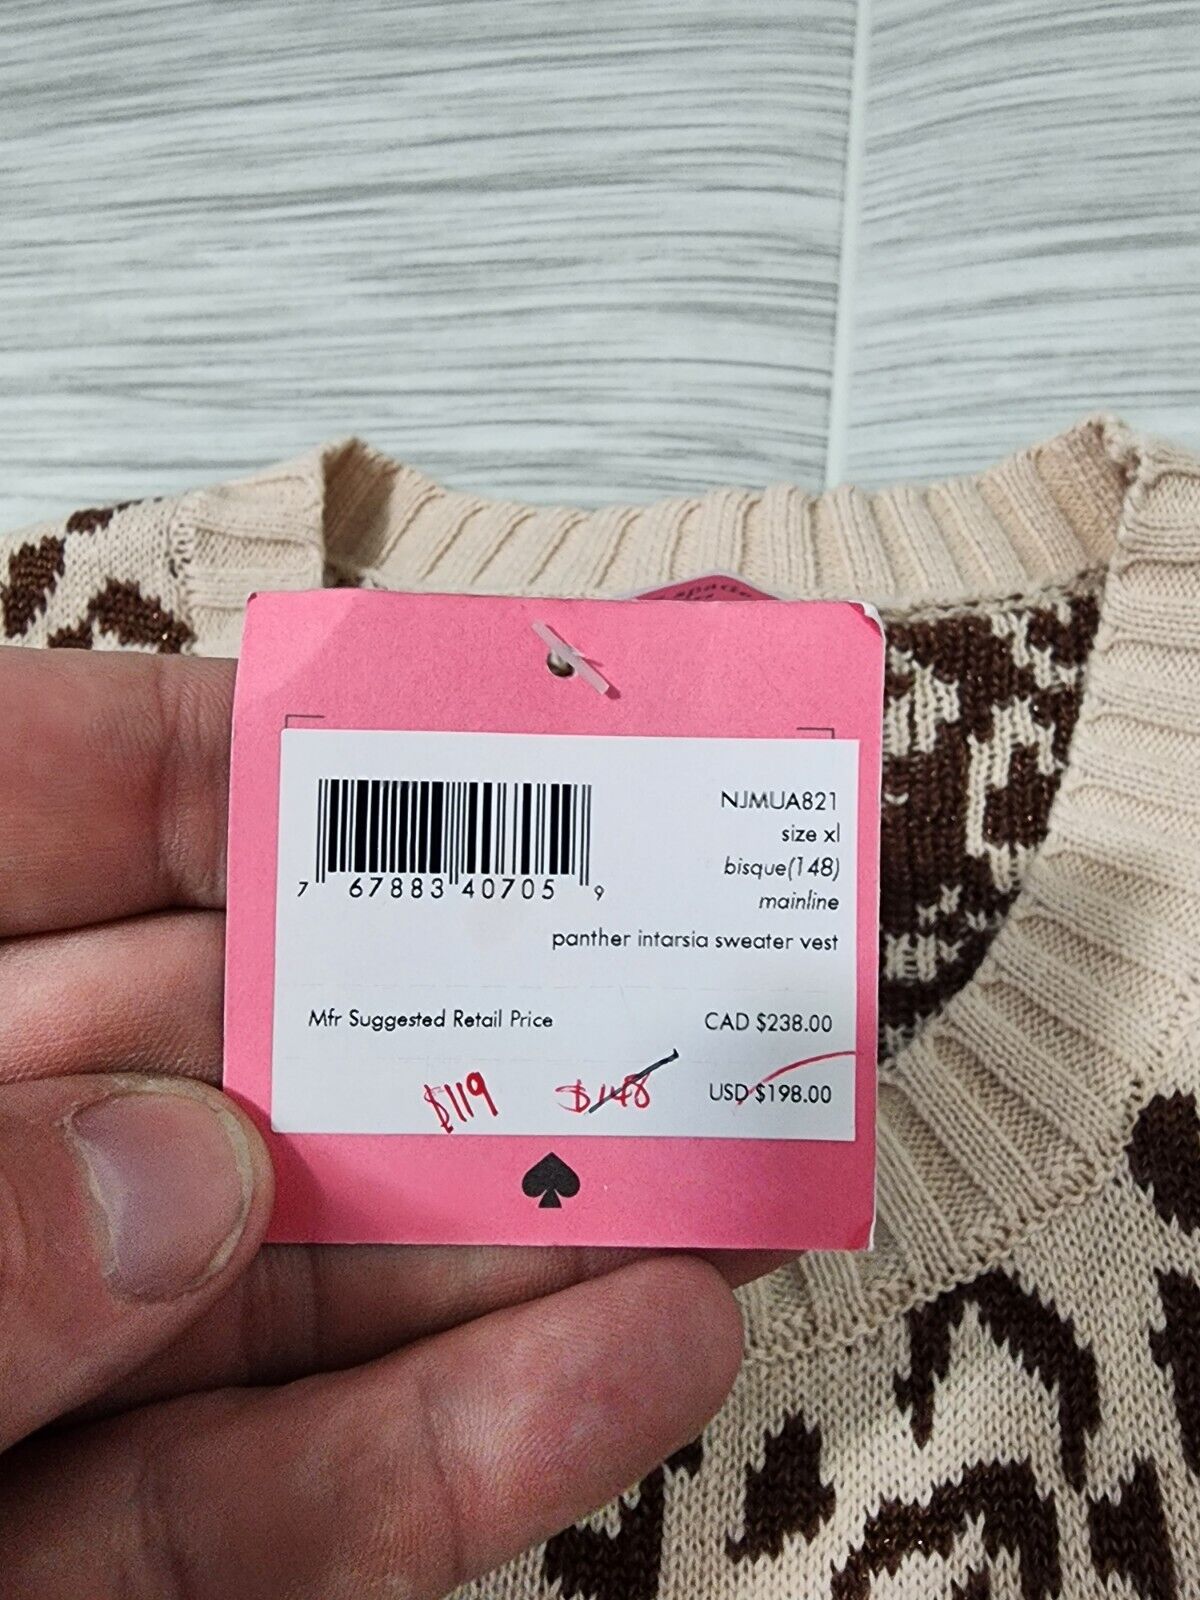 spade
NJMUA821
size xl
bisque(148)
mainline
7 67883 40705 9
panther intarsia sweater vest
Mfr Suggested Retail Price CAD $238.00
$119 $148 USD $198.00